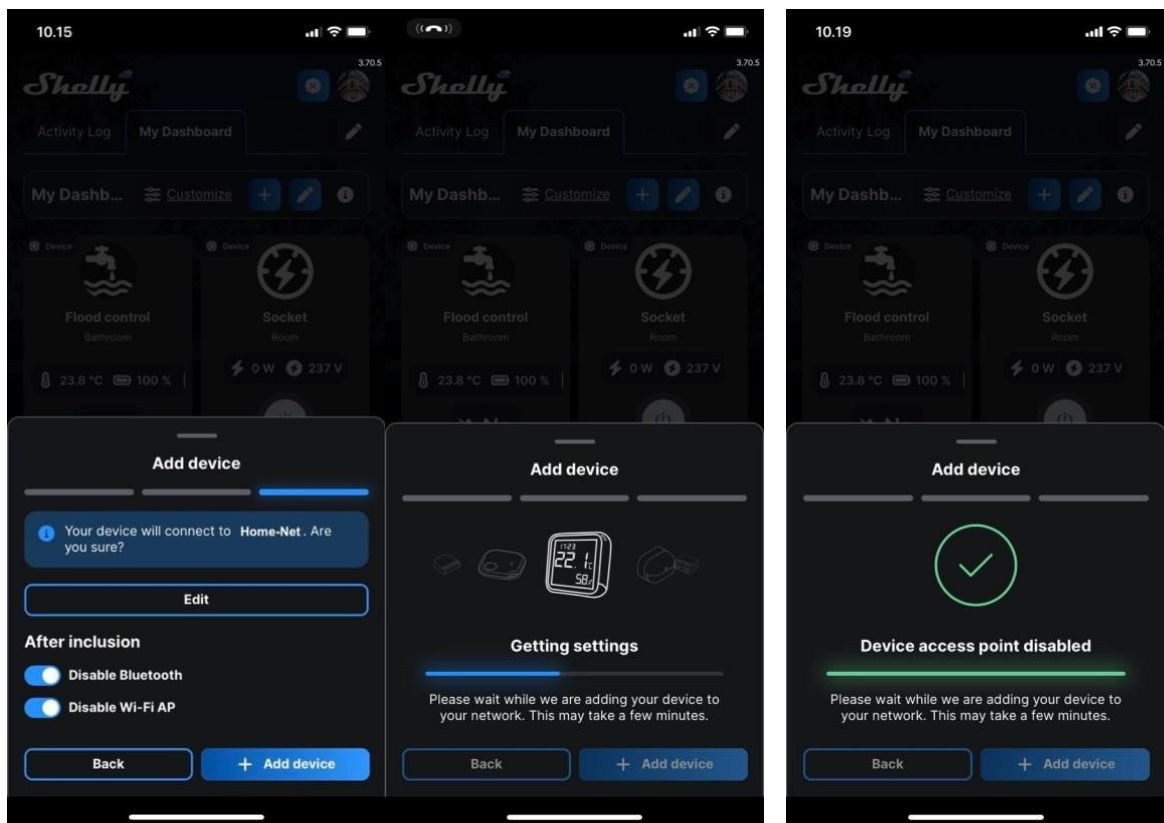 10.15
3.70.5
Shelly
Activity Log My Dashboard
My Dashb... Customize
Device Device
Flood control Socket
Bathroom Room
0 W 237 V
23.8 °C 100 %
Add device
Your device will connect to Home-Net. Are
you sure?
Edit
After inclusion
Disable Bluetooth
Disable Wi-Fi AP
Back + Add device
3.70.5
Shelly
Activity Log My Dashboard
My Dashb... Customize
Device Device
Flood control Socket
Bathroom Room
0 W 237 V
23.8 °C 100 %
Add device
17:23
22.1c
58%
Getting settings
Please wait while we are adding your device to
your network. This may take a few minutes.
Back + Add device
10.19
3.70.5
Shelly
Activity Log My Dashboard
My Dashb... Customize
Device Device
Flood control Socket
Bathroom Room
0 W 237 V
23.8 °C 100 %
Add device
Device access point disabled
Please wait while we are adding your device to
your network. This may take a few minutes.
Back + Add device